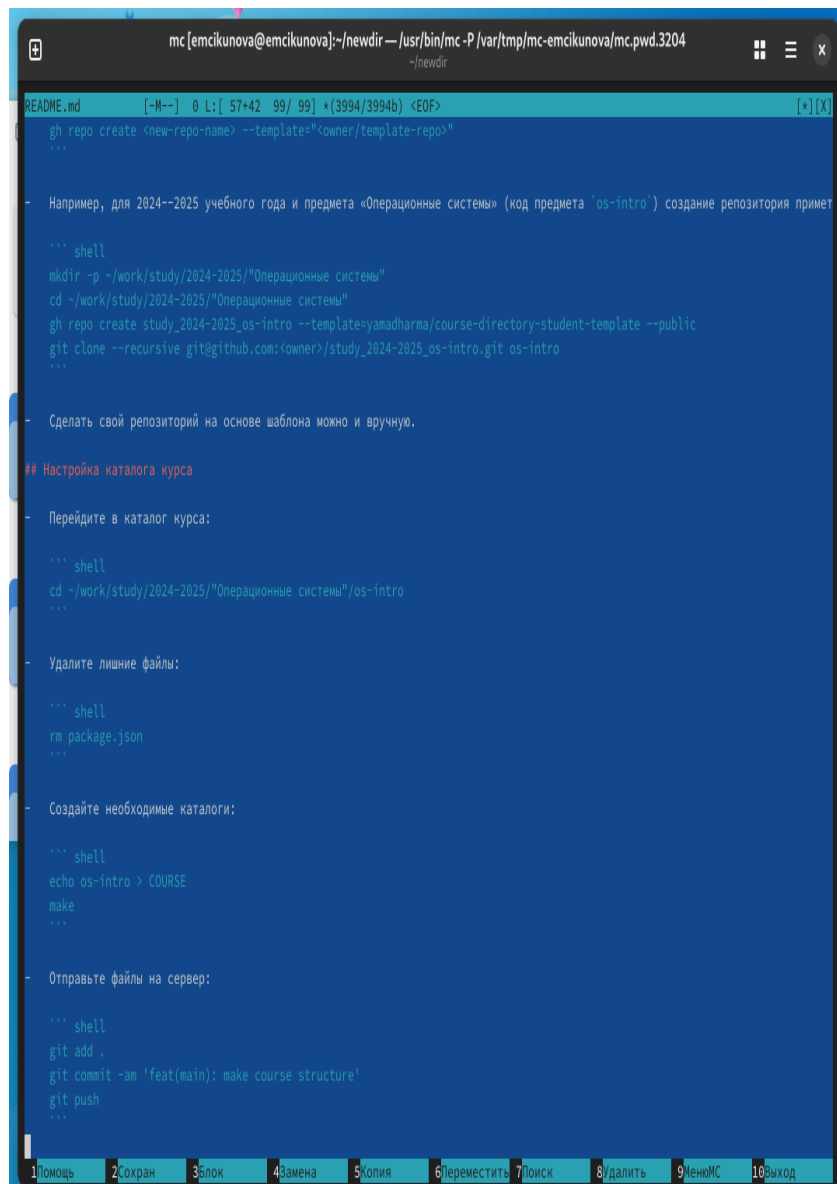 mc [emcikunova@emcikunova]:~/newdir — /usr/bin/mc -P /var/tmp/mc-emcikunova/mc.pwd.3204
~/newdir
README.md [-M--] 0 L:[ 57+42 99/ 99] *(3994/3994b) <EOF> [*][X]
gh repo create <new-repo-name> --template="<owner/template-repo>"
```
- Например, для 2024--2025 учебного года и предмета «Операционные системы» (код предмета `os-intro`) создание репозитория примет
``` shell
mkdir -p ~/work/study/2024-2025/"Операционные системы"
cd ~/work/study/2024-2025/"Операционные системы"
gh repo create study_2024-2025_os-intro --template=yamadharma/course-directory-student-template --public
git clone --recursive git@github.com:<owner>/study_2024-2025_os-intro.git os-intro
```
- Сделать свой репозиторий на основе шаблона можно и вручную.
## Настройка каталога курса
- Перейдите в каталог курса:
``` shell
cd ~/work/study/2024-2025/"Операционные системы"/os-intro
```
- Удалите лишние файлы:
``` shell
rm package.json
```
- Создайте необходимые каталоги:
``` shell
echo os-intro > COURSE
make
```
- Отправьте файлы на сервер:
``` shell
git add .
git commit -am 'feat(main): make course structure'
git push
```
1Помощь 2Сохран 3Блок 4Замена 5Копия 6Переместить 7Поиск 8Удалить 9МенюMC 10Выход